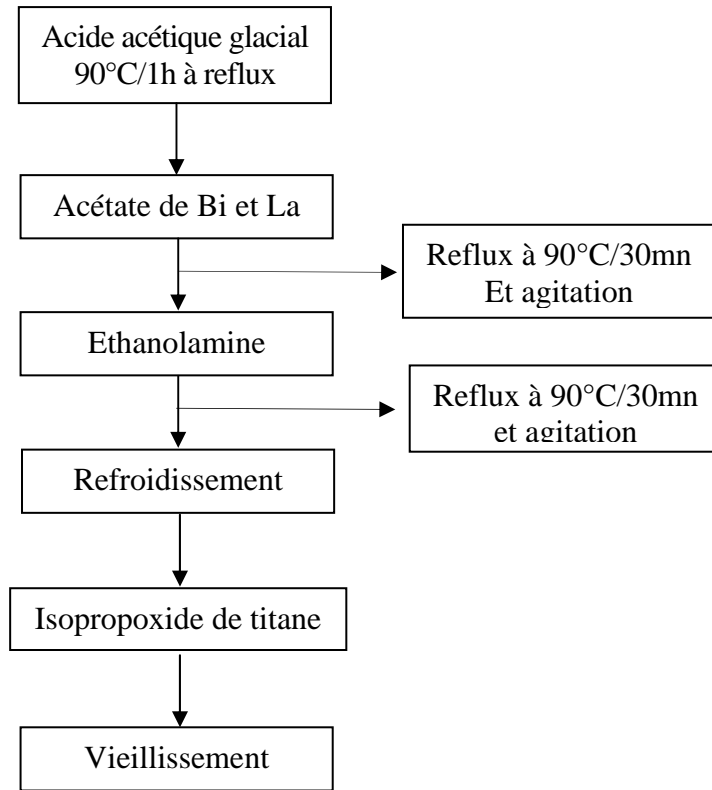 Acide acétique glacial
90°C/1h à reflux
Acétate de Bi et La
Reflux à 90°C/30mn
Et agitation
Ethanolamine
Reflux à 90°C/30mn
et agitation
Refroidissement
Isopropoxide de titane
Vieillissement